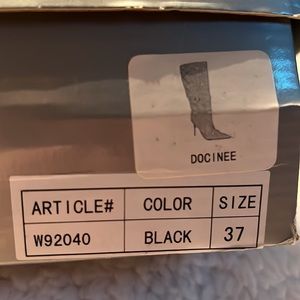 DOCINEE
ARTICLE# COLOR SIZE
W92040 BLACK 37